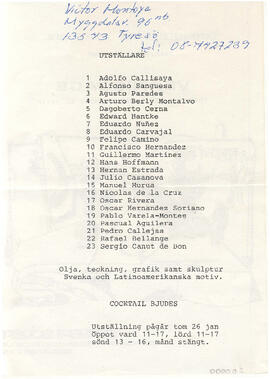 Victor Montoya
Myggdalsv. 96 nb
135 43 Tyresö
tel: 08-7427239
UTSTÄLLARE
1 Adolfo Callisaya
2 Alfonso Sanguesa
3 Agusto Paredes
4 Arturo Berly Montalvo
5 Dagoberto Cerna
6 Edward Hantke
7 Eduardo Nuñez
8 Eduardo Carvajal
9 Felipe Camino
10 Francisco Hernandez
11 Guillermo Martinez
12 Hans Hoffmann
13 Hernan Estrada
14 Julio Casanova
15 Manuel Rurua
16 Nicolas de la Cruz
17 Oscar Rivera
18 Oscar Hernandez Soriano
19 Pablo Varela-Montes
20 Pascual Aguilera
21 Pedro Callejas
22 Rafael Bellange
23 Sergio Canut de Bon
Olja, teckning, grafik samt skulptur
Svenka och Latinoamerikanska motiv.
COCKTAIL BJUDES
Utställning pågår tom 26 jan
Öppot vard 11-17, lörd 11-17
sönd 13 - 16, månd stängt.